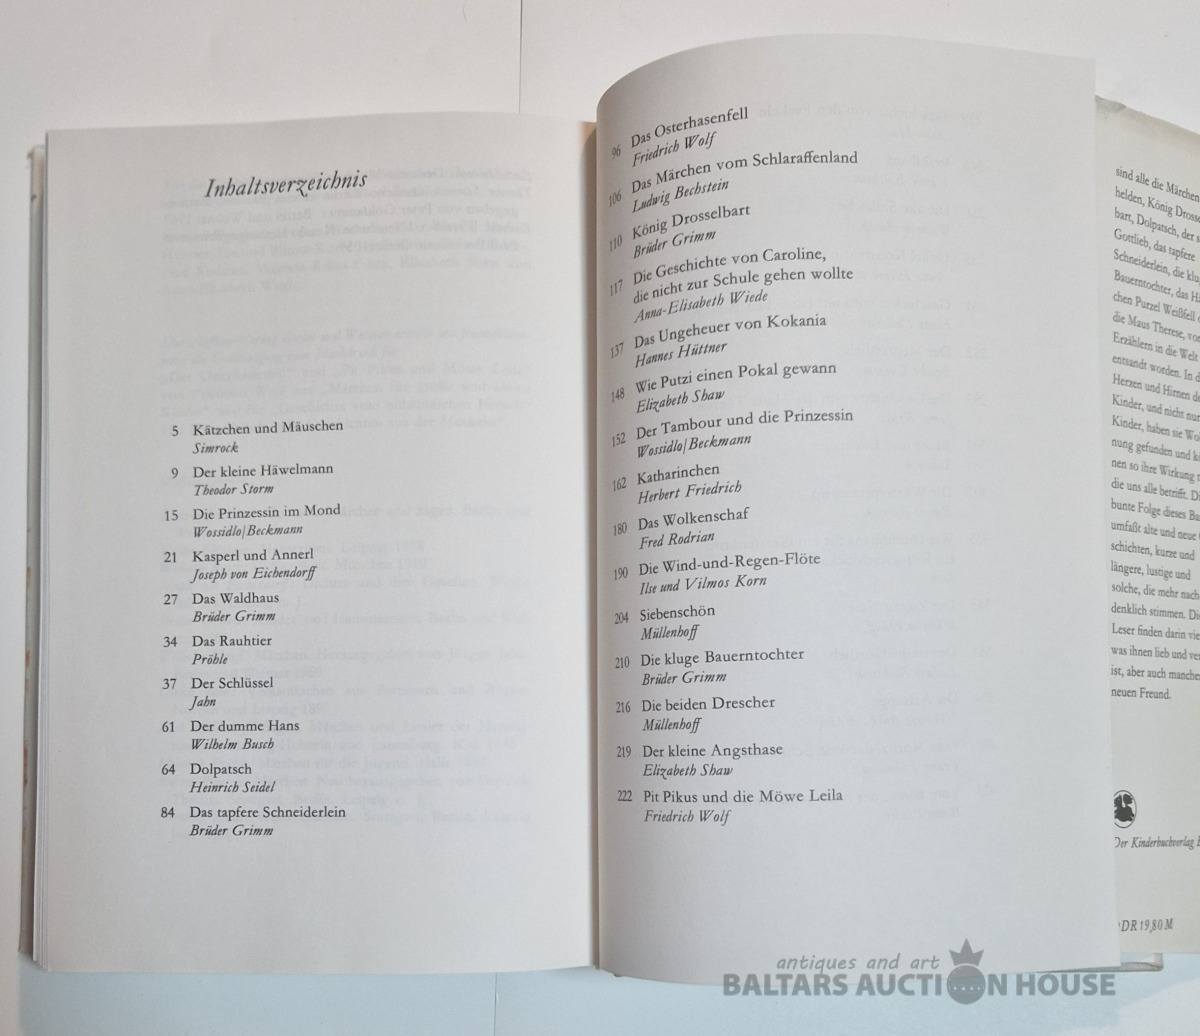 Inhaltsverzeichnis
5 Kätzchen und Mäuschen
Simrock
9 Der kleine Häwelmann
Theodor Storm
15 Die Prinzessin im Mond
Wossidlo/Beckmann
21 Kasperl und Annerl
Joseph von Eichendorff
27 Das Waldhaus
Brüder Grimm
34 Das Rauhtier
Pröhle
37 Der Schlüssel
Jahn
61 Der dumme Hans
Wilhelm Busch
64 Dolpatsch
Heinrich Seidel
84 Das tapfere Schneiderlein
Brüder Grimm
96 Das Osterhasenfell
Friedrich Wolf
106 Das Märchen vom Schlaraffenland
Ludwig Bechstein
110 König Drosselbart
Brüder Grimm
117 Die Geschichte von Caroline,
die nicht zur Schule gehen wollte
Anna-Elisabeth Wiede
137 Das Ungeheuer von Kokania
Hannes Hüttner
148 Wie Putzi einen Pokal gewann
Elizabeth Shaw
152 Der Tambour und die Prinzessin
Wossidlo/Beckmann
162 Katharinchen
Herbert Friedrich
180 Das Wolkenschaf
Fred Rodrian
190 Die Wind-und-Regen-Flöte
Ilse und Vilmos Korn
204 Siebenschön
Müllenhoff
210 Die kluge Bauerntochter
Brüder Grimm
216 Die beiden Drescher
Müllenhoff
219 Der kleine Angsthase
Elizabeth Shaw
222 Pit Pikus und die Möwe Leila
Friedrich Wolf
sind alle die Märchen
helden, König Drosse
bart, Dolpatsch, der s
Gottlieb, das tapfere
Schneiderlein, die klu
Bauerntochter, das H
chen Purzel Weißfell
die Maus Therese, vo
Erzählern in die Welt
entsandt worden. In d
Herzen und Hirnen de
Kinder, und nicht nur
Kinder, haben sie Wo
nung gefunden und k
nen so ihre Wirkung
die uns alle betrifft. Di
bunte Folge dieses Ba
umfaßt alte und neue
schichten, kurze und
längere, lustige und
solche, die mehr nach
denklich stimmen. Di
Leser finden darin vie
was ihnen lieb und ver
ist, aber auch manche
neuen Freund.
Der Kinderbuchverlag B
DDR 19,80 M
antiques and art
BALTARS AUCTION HOUSE